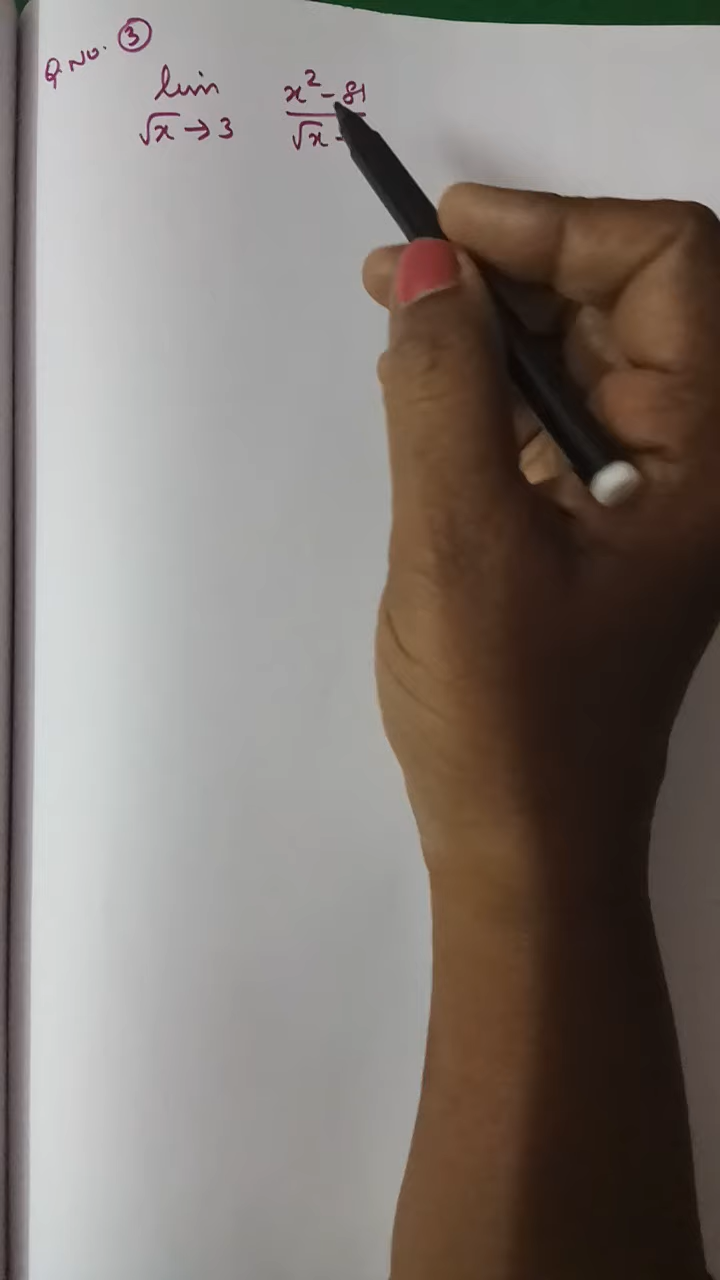 Q. No. ③
lim x² - 81
√x → 3 √x -